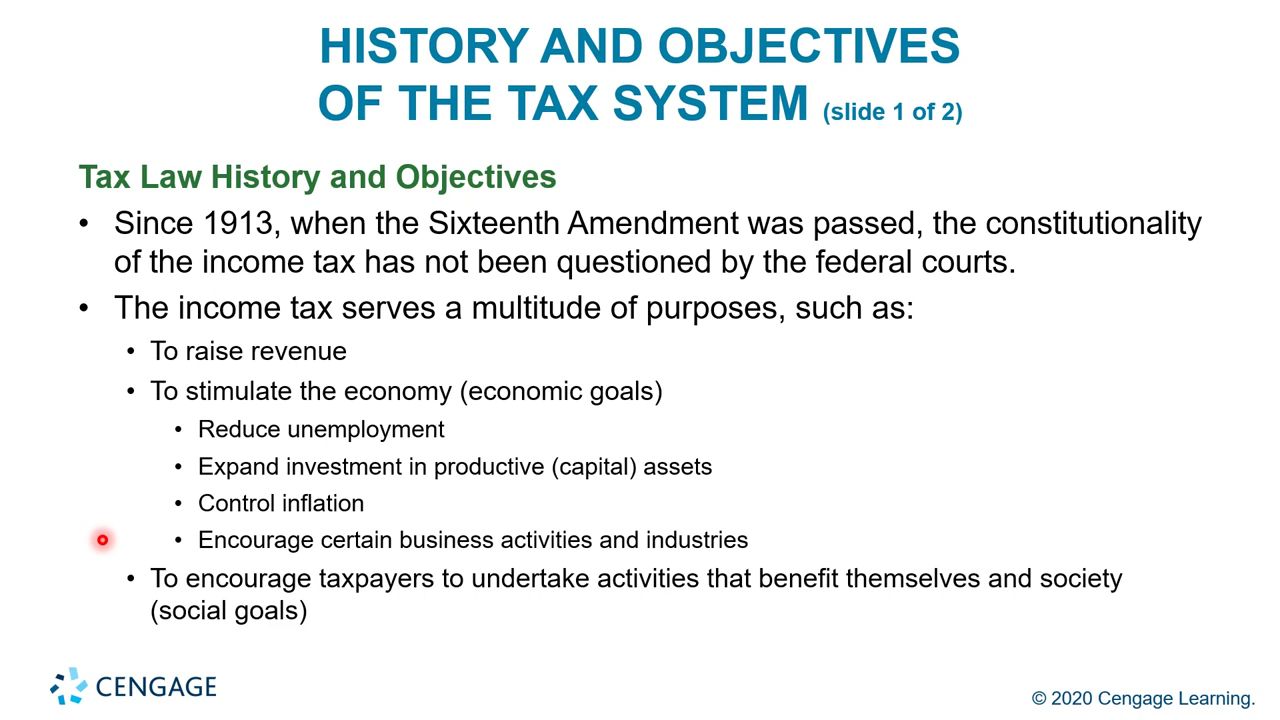 HISTORY AND OBJECTIVES
OF THE TAX SYSTEM (slide 1 of 2)
Tax Law History and Objectives
• Since 1913, when the Sixteenth Amendment was passed, the constitutionality
of the income tax has not been questioned by the federal courts.
• The income tax serves a multitude of purposes, such as:
• To raise revenue
• To stimulate the economy (economic goals)
• Reduce unemployment
• Expand investment in productive (capital) assets
• Control inflation
• Encourage certain business activities and industries
• To encourage taxpayers to undertake activities that benefit themselves and society
(social goals)
CENGAGE
© 2020 Cengage Learning.